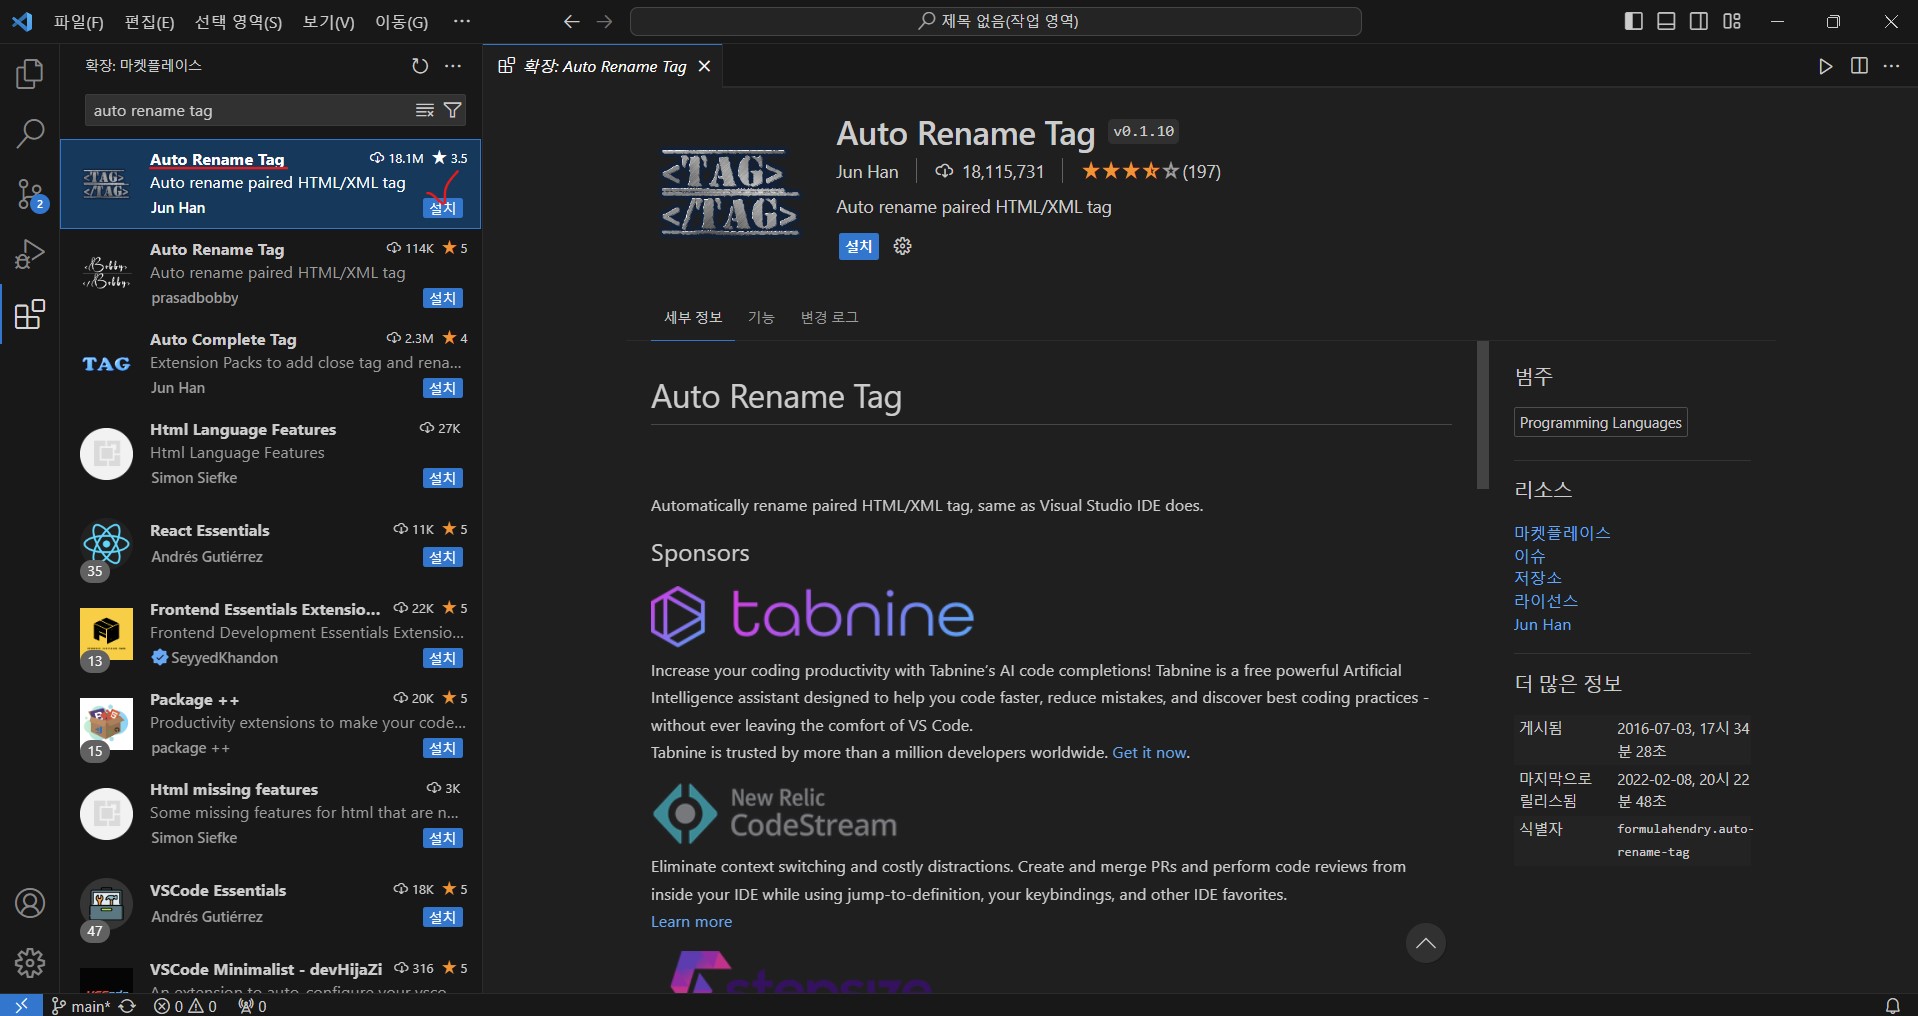 파일(F) 편집(E) 선택 영역(S) 보기(V) 이동(G) ···
제목 없음(작업 영역)
확장: 마켓플레이스
auto rename tag
Auto Rename Tag 18.1M ★ 3.5
Auto rename paired HTML/XML tag
Jun Han 설치
Auto Rename Tag 114K ★ 5
Auto rename paired HTML/XML tag
prasadbobby 설치
<Bobby>
</Bobby>
TAG
Auto Complete Tag 2.3M ★ 4
Extension Packs to add close tag and rena...
Jun Han 설치
Html Language Features 27K
Html Language Features
Simon Siefke 설치
React Essentials 11K ★ 5
Andrés Gutiérrez 설치
35
Frontend Essentials Extensio... 22K ★ 5
Frontend Development Essentials Extensio...
SeyyedKhandon 설치
13
Package ++ 20K ★ 5
Productivity extensions to make your code...
package ++ 설치
15
Html missing features 3K
Some missing features for html that are n...
Simon Siefke 설치
VSCode Essentials 18K ★ 5
Andrés Gutiérrez 설치
47
VSCode Minimalist - devHijaZi 316 ★ 5
An extension to auto-configure your vsco...
확장: Auto Rename Tag
<TAG>
</TAG>
Auto Rename Tag v0.1.10
Jun Han 18,115,731 ★★★★☆(197)
Auto rename paired HTML/XML tag
설치
세부 정보 기능 변경 로그
Auto Rename Tag
Automatically rename paired HTML/XML tag, same as Visual Studio IDE does.
Sponsors
tabnine
Increase your coding productivity with Tabnine's AI code completions! Tabnine is a free powerful Artificial
Intelligence assistant designed to help you code faster, reduce mistakes, and discover best coding practices -
without ever leaving the comfort of VS Code.
Tabnine is trusted by more than a million developers worldwide. Get it now.
New Relic
CodeStream
Eliminate context switching and costly distractions. Create and merge PRs and perform code reviews from
inside your IDE while using jump-to-definition, your keybindings, and other IDE favorites.
Learn more
stepsize
범주
Programming Languages
리소스
마켓플레이스
이슈
저장소
라이선스
Jun Han
더 많은 정보
게시됨 2016-07-03, 17시 34
분 28초
마지막으로 2022-02-08, 20시 22
릴리스됨 분 48초
식별자 formulahendry.auto-
rename-tag
2
main* 0 0 0